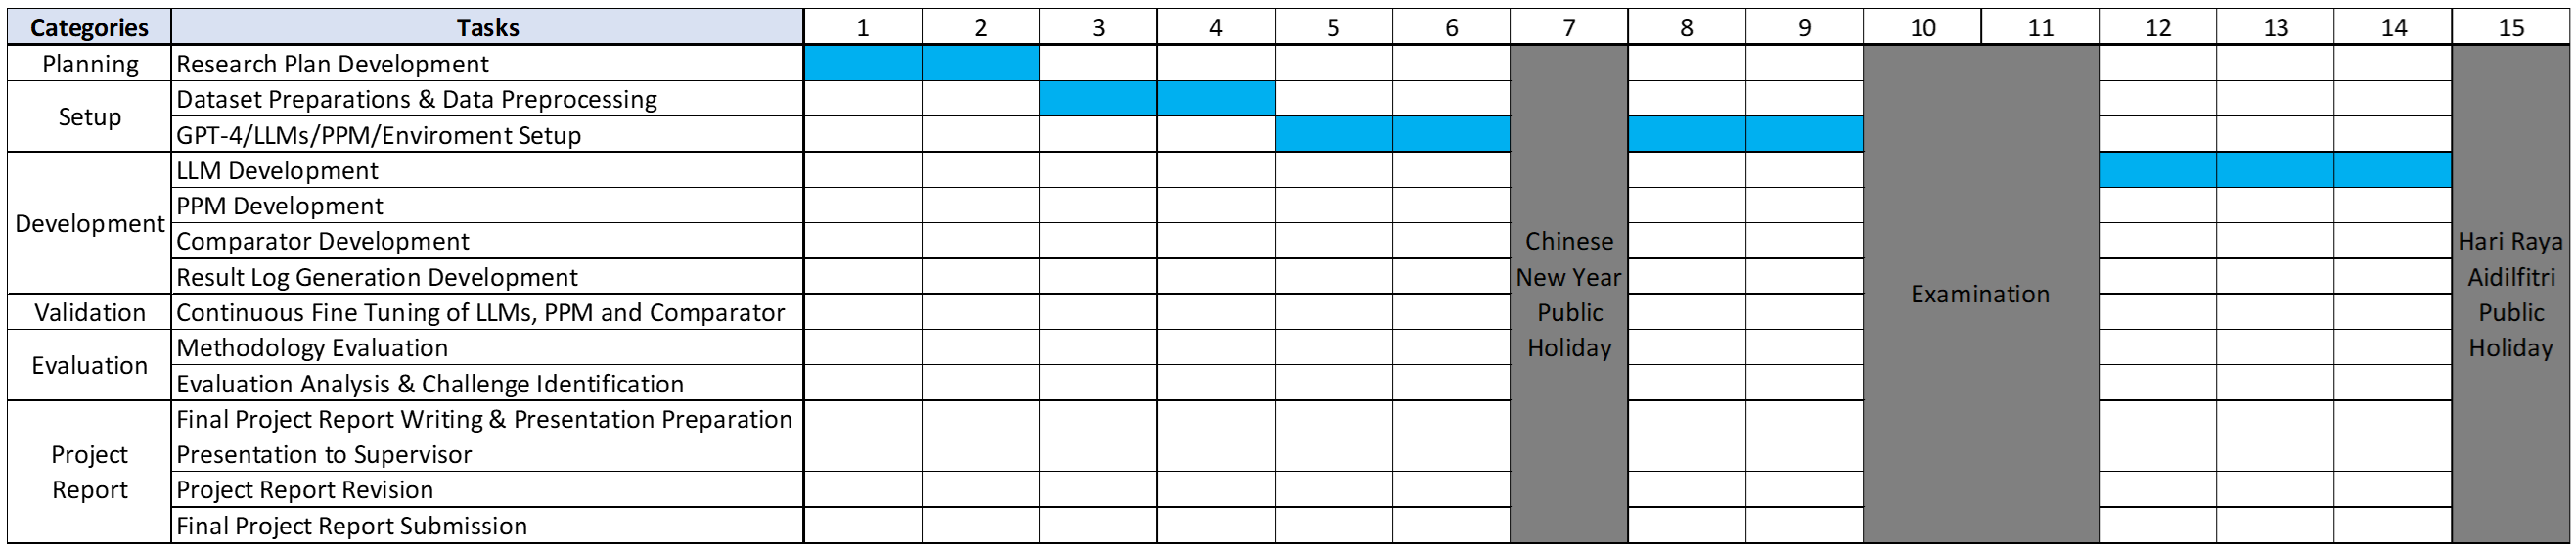 Categories Tasks 1 2 3 4 5 6 7 8 9 10 11 12 13 14 15
Planning Research Plan Development
Setup
Dataset Preparations & Data Preprocessing
GPT-4/LLMs/PPM/Enviroment Setup
Development
LLM Development
PPM Development
Comparator Development
Result Log Generation Development
Validation Continuous Fine Tuning of LLMs, PPM and Comparator
Evaluation
Methodology Evaluation
Evaluation Analysis & Challenge Identification
Project
Report
Final Project Report Writing & Presentation Preparation
Presentation to Supervisor
Project Report Revision
Final Project Report Submission
Chinese
New Year
Public
Holiday
Examination
Hari Raya
Aidilfitri
Public
Holiday